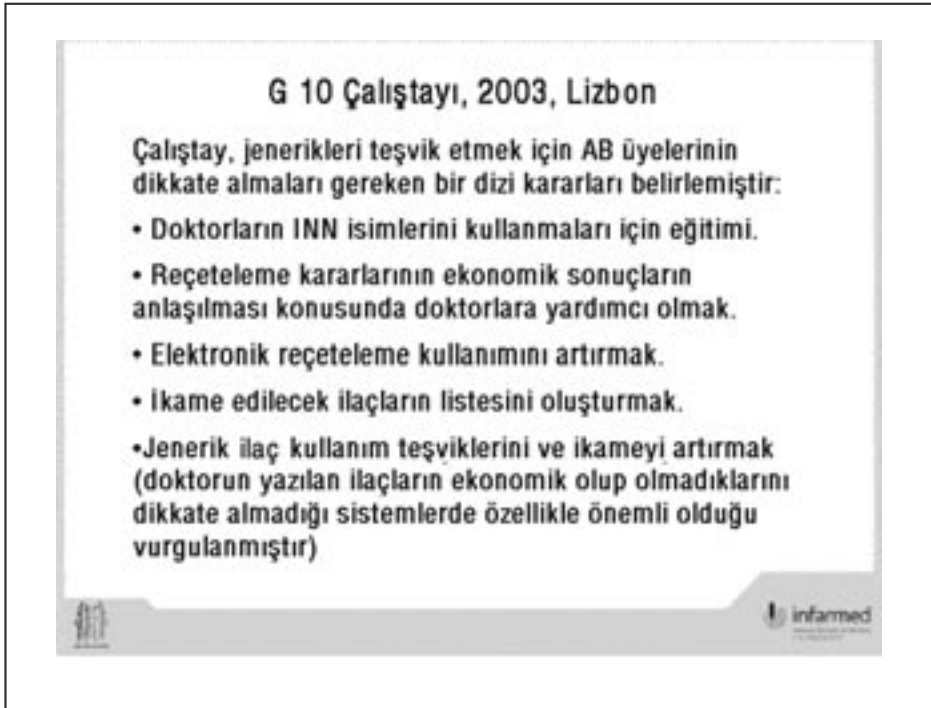 G 10 Çalıştayı, 2003, Lizbon
Çalıştay, jenerikleri teşvik etmek için AB üyelerinin
dikkate almaları gereken bir dizi kararları belirlemiştir:
• Doktorların INN isimlerini kullanmaları için eğitimi.
• Reçeteleme kararlarının ekonomik sonuçların
anlaşılması konusunda doktorlara yardımcı olmak.
• Elektronik reçeteleme kullanımını artırmak.
• İkame edilecek ilaçların listesini oluşturmak.
•Jenerik ilaç kullanım teşviklerini ve ikameyi artırmak
(doktorun yazılan ilaçların ekonomik olup olmadıklarını
dikkate almadığı sistemlerde özellikle önemli olduğu
vurgulanmıştır)
infarmed